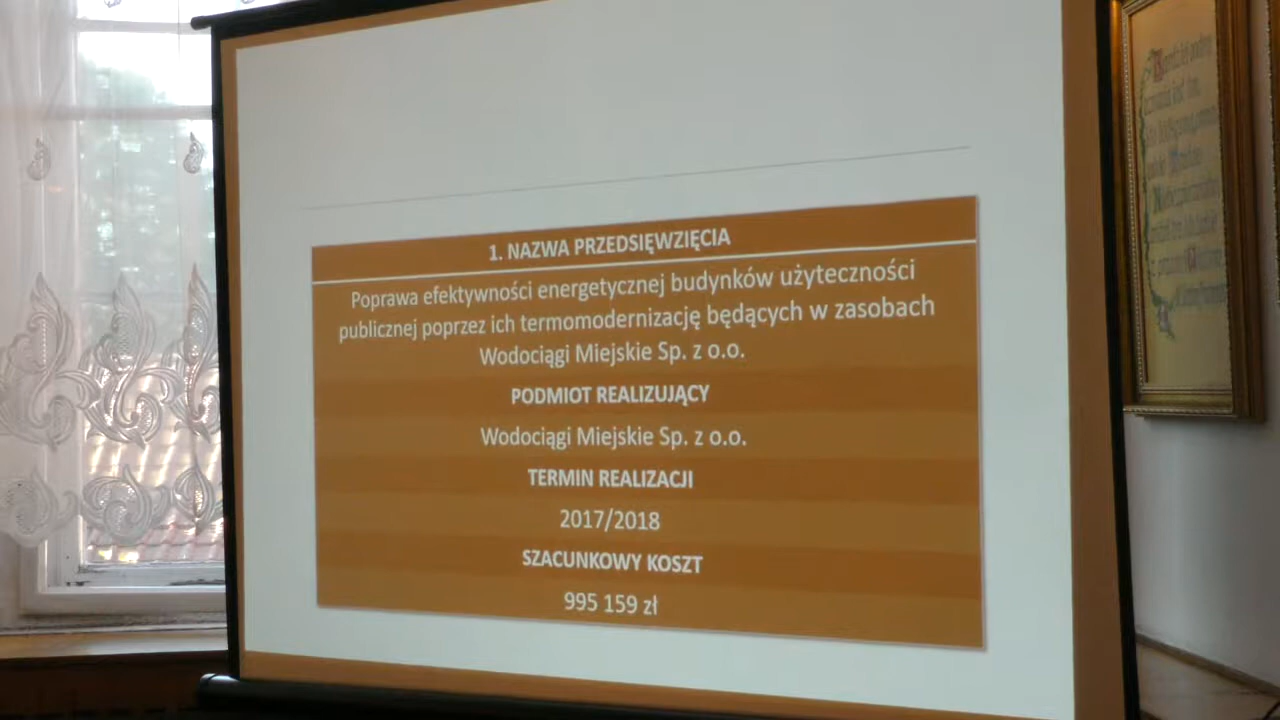 1. NAZWA PRZEDSIĘWZIĘCIA
Poprawa efektywności energetycznej budynków użyteczności
publicznej poprzez ich termomodernizację będących w zasobach
Wodociągi Miejskie Sp. z o.o.
PODMIOT REALIZUJĄCY
Wodociągi Miejskie Sp. z o.o.
TERMIN REALIZACJI
2017/2018
SZACUNKOWY KOSZT
995 159 zł